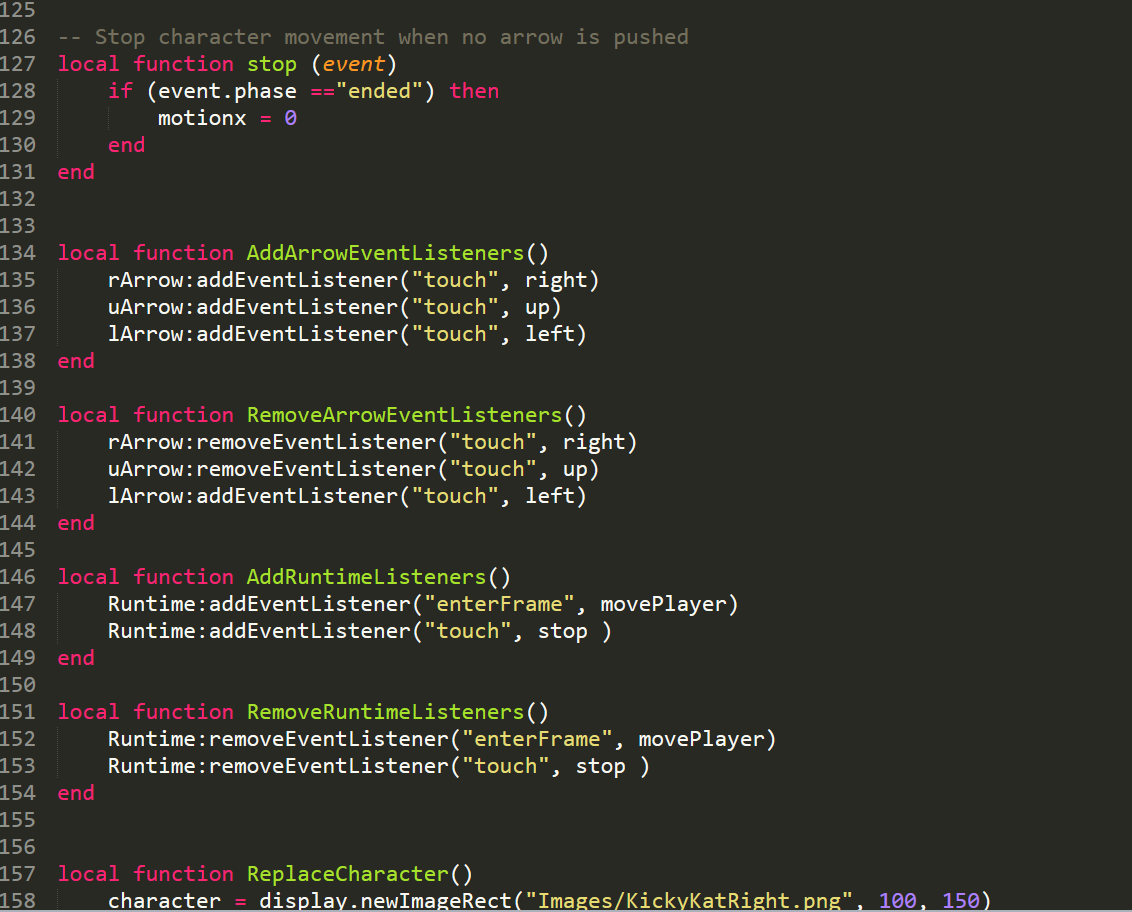 125
126 -- Stop character movement when no arrow is pushed
127 local function stop (event)
128     if (event.phase =="ended") then
129         motionx = 0
130     end
131 end
132
133
134 local function AddArrowEventListeners()
135     rArrow:addEventListener("touch", right)
136     uArrow:addEventListener("touch", up)
137     lArrow:addEventListener("touch", left)
138 end
139
140 local function RemoveArrowEventListeners()
141     rArrow:removeEventListener("touch", right)
142     uArrow:removeEventListener("touch", up)
143     lArrow:addEventListener("touch", left)
144 end
145
146 local function AddRuntimeListeners()
147     Runtime:addEventListener("enterFrame", movePlayer)
148     Runtime:addEventListener("touch", stop )
149 end
150
151 local function RemoveRuntimeListeners()
152     Runtime:removeEventListener("enterFrame", movePlayer)
153     Runtime:removeEventListener("touch", stop )
154 end
155
156
157 local function ReplaceCharacter()
158     character = display.newImageRect("Images/KickyKatRight.png", 100, 150)